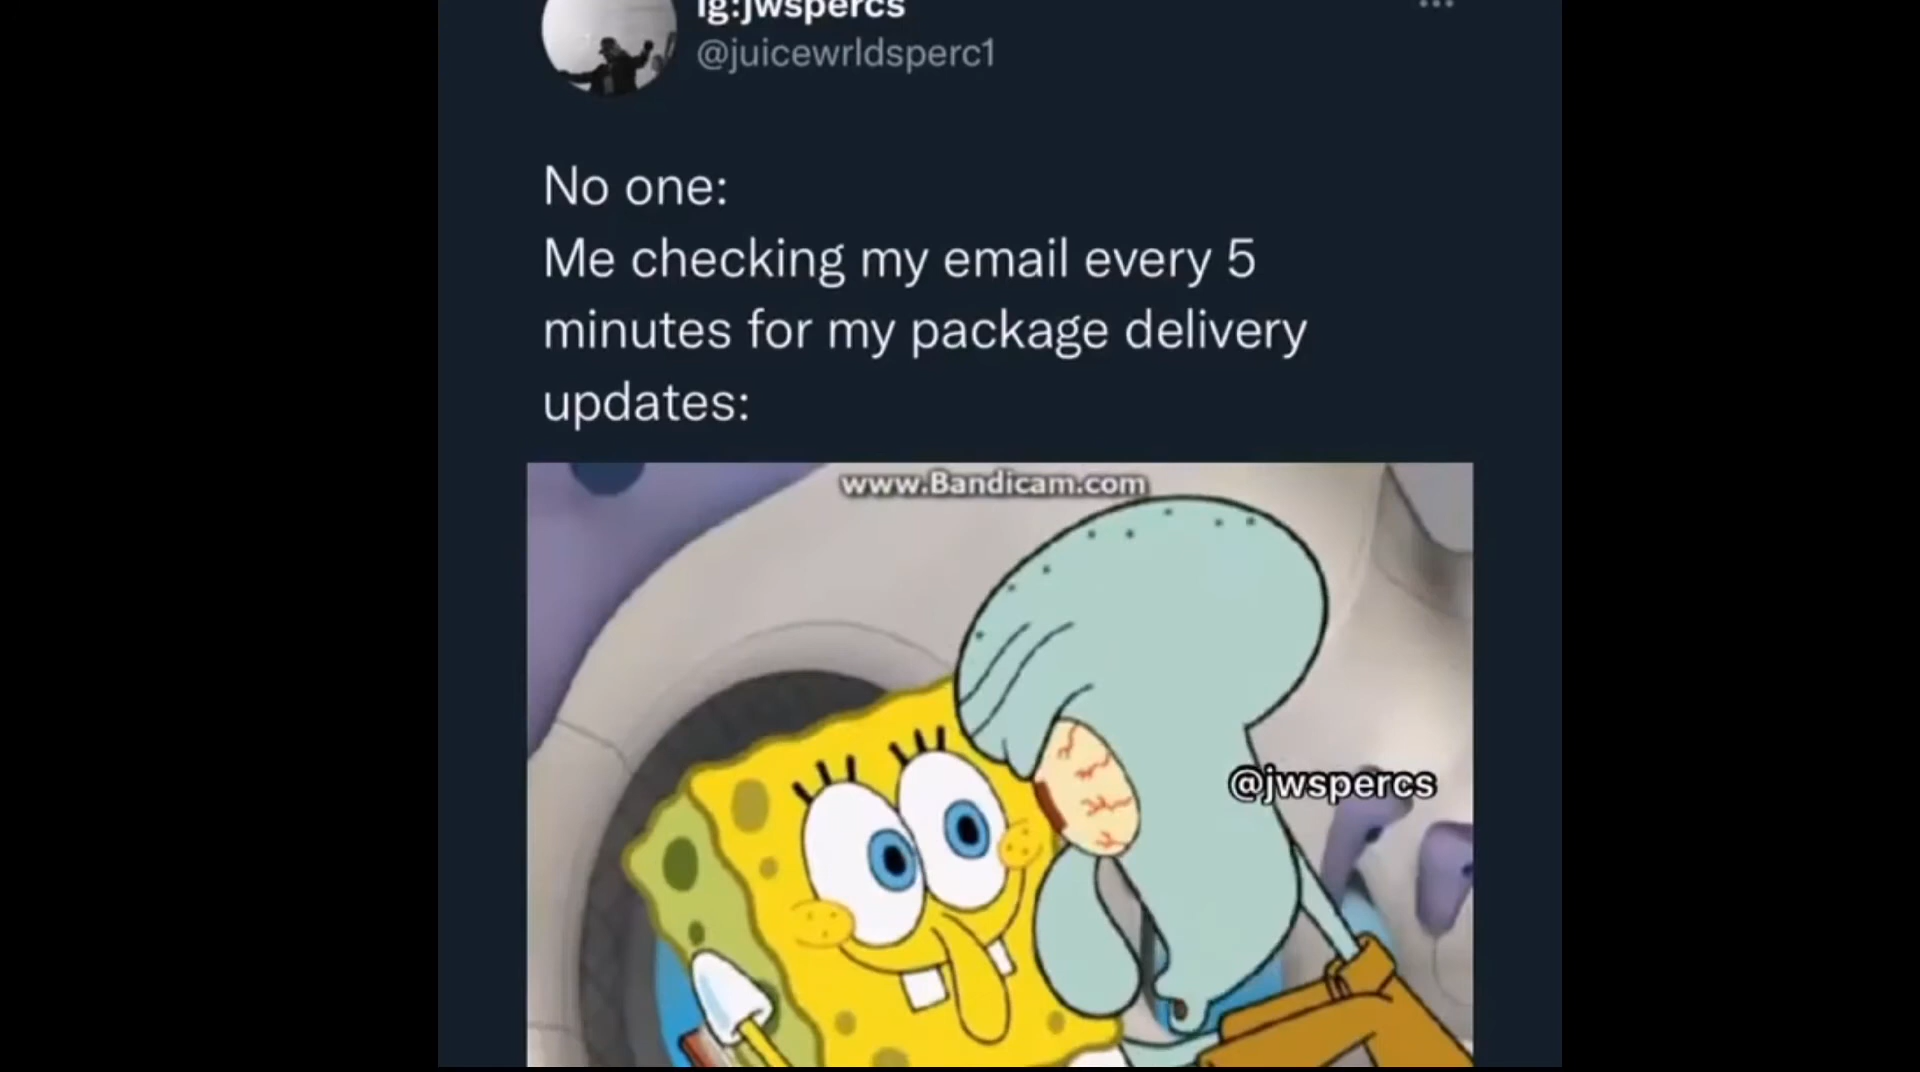 ig:jwspercs
@juicewrldsperc1
No one:
Me checking my email every 5
minutes for my package delivery
updates:
www.Bandicam.com
@jwspercs